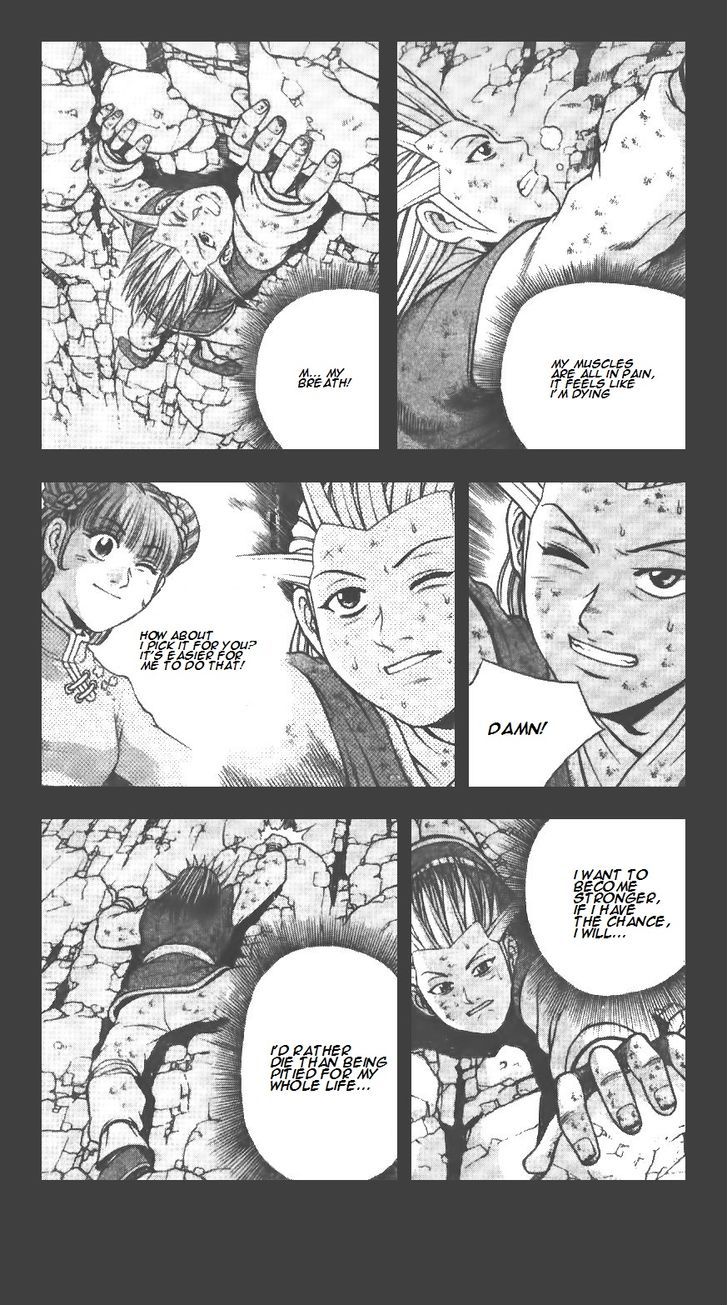 M... MY
BREATH!
MY MUSCLES
ARE ALL IN PAIN,
IT FEELS LIKE
I'M DYING
HOW ABOUT
I PICK IT FOR YOU?
IT'S EASIER FOR
ME TO DO THAT!
DAMN!
I'D RATHER
DIE THAN BEING
PITIED FOR MY
WHOLE LIFE...
I WANT TO
BECOME
STRONGER,
IF I HAVE
THE CHANCE,
I WILL...